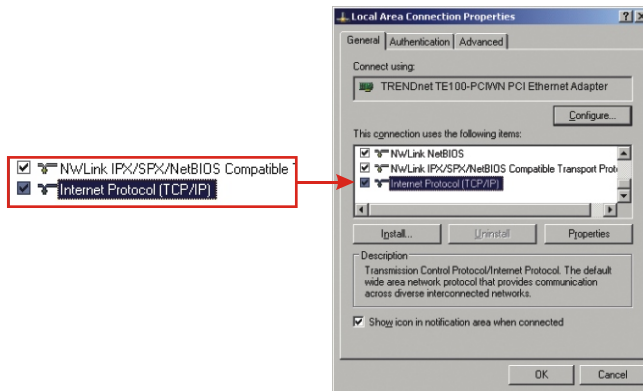 NWLink IPX/SPX/NetBIOS Compatible
Internet Protocol (TCP/IP)
Local Area Connection Properties
General Authentication Advanced
Connect using:
TRENDnet TE100-PCIWN PCI Ethernet Adapter
Configure...
This connection uses the following items:
NWLink NetBIOS
NWLink IPX/SPX/NetBIOS Compatible Transport Prot
Internet Protocol (TCP/IP)
Install... Uninstall Properties
Description
Transmission Control Protocol/Internet Protocol. The default
wide area network protocol that provides communication
across diverse interconnected networks.
Show icon in notification area when connected
OK Cancel